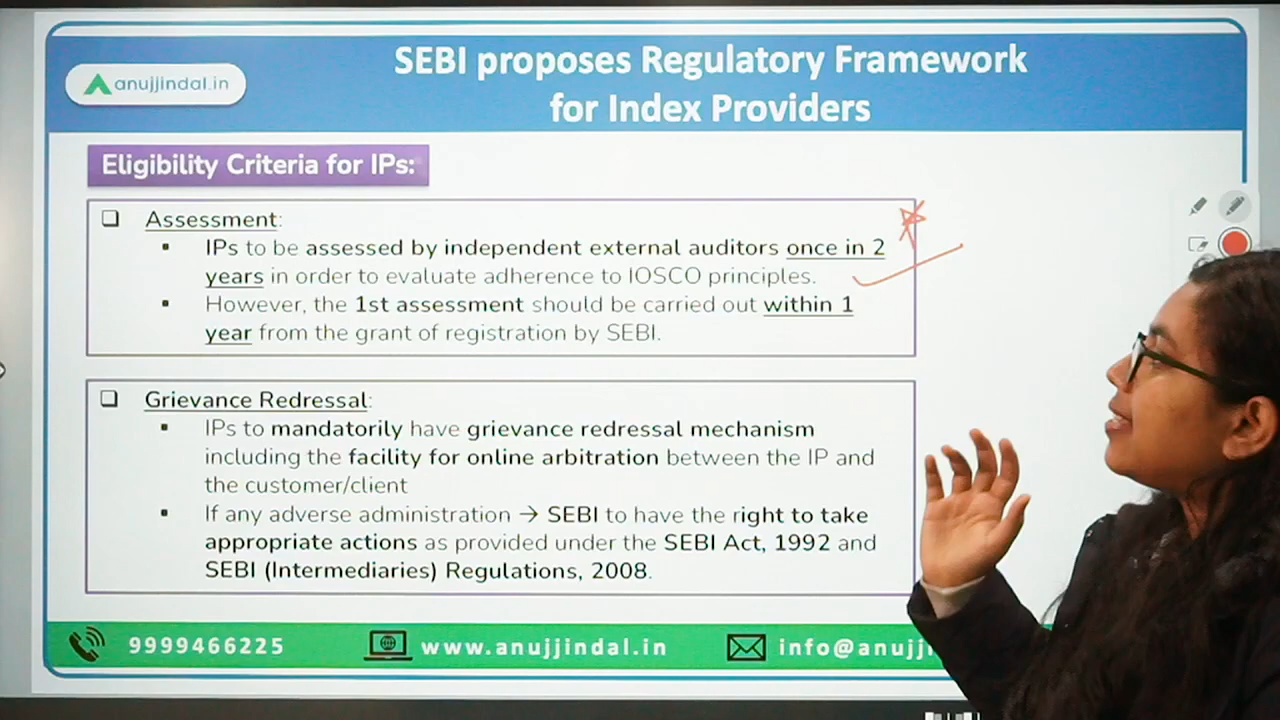 SEBI proposes Regulatory Framework
for Index Providers
anujjindal.in
Eligibility Criteria for IPs:
Assessment:
IPs to be assessed by independent external auditors once in 2
years in order to evaluate adherence to IOSCO principles.
However, the 1st assessment should be carried out within 1
year from the grant of registration by SEBI.
Grievance Redressal:
IPs to mandatorily have grievance redressal mechanism
including the facility for online arbitration between the IP and
the customer/client
If any adverse administration → SEBI to have the right to take
appropriate actions as provided under the SEBI Act, 1992 and
SEBI (Intermediaries) Regulations, 2008.
9999466225
www.anujjindal.in
info@anujj